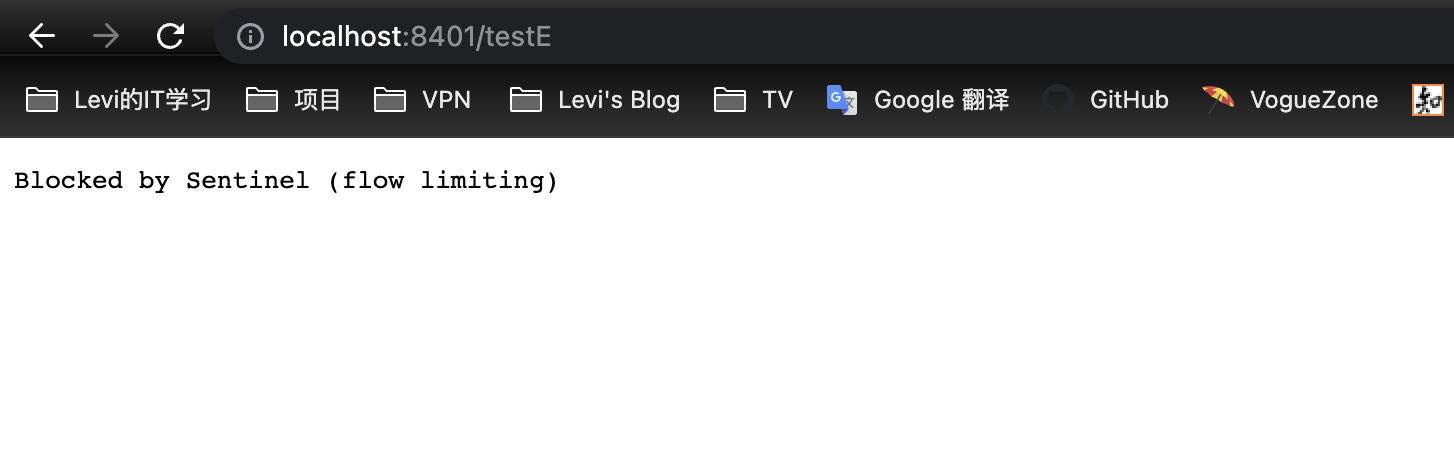 localhost:8401/testE
Levi的IT学习 项目 VPN Levi's Blog TV Google 翻译 GitHub VogueZone
Blocked by Sentinel (flow limiting)